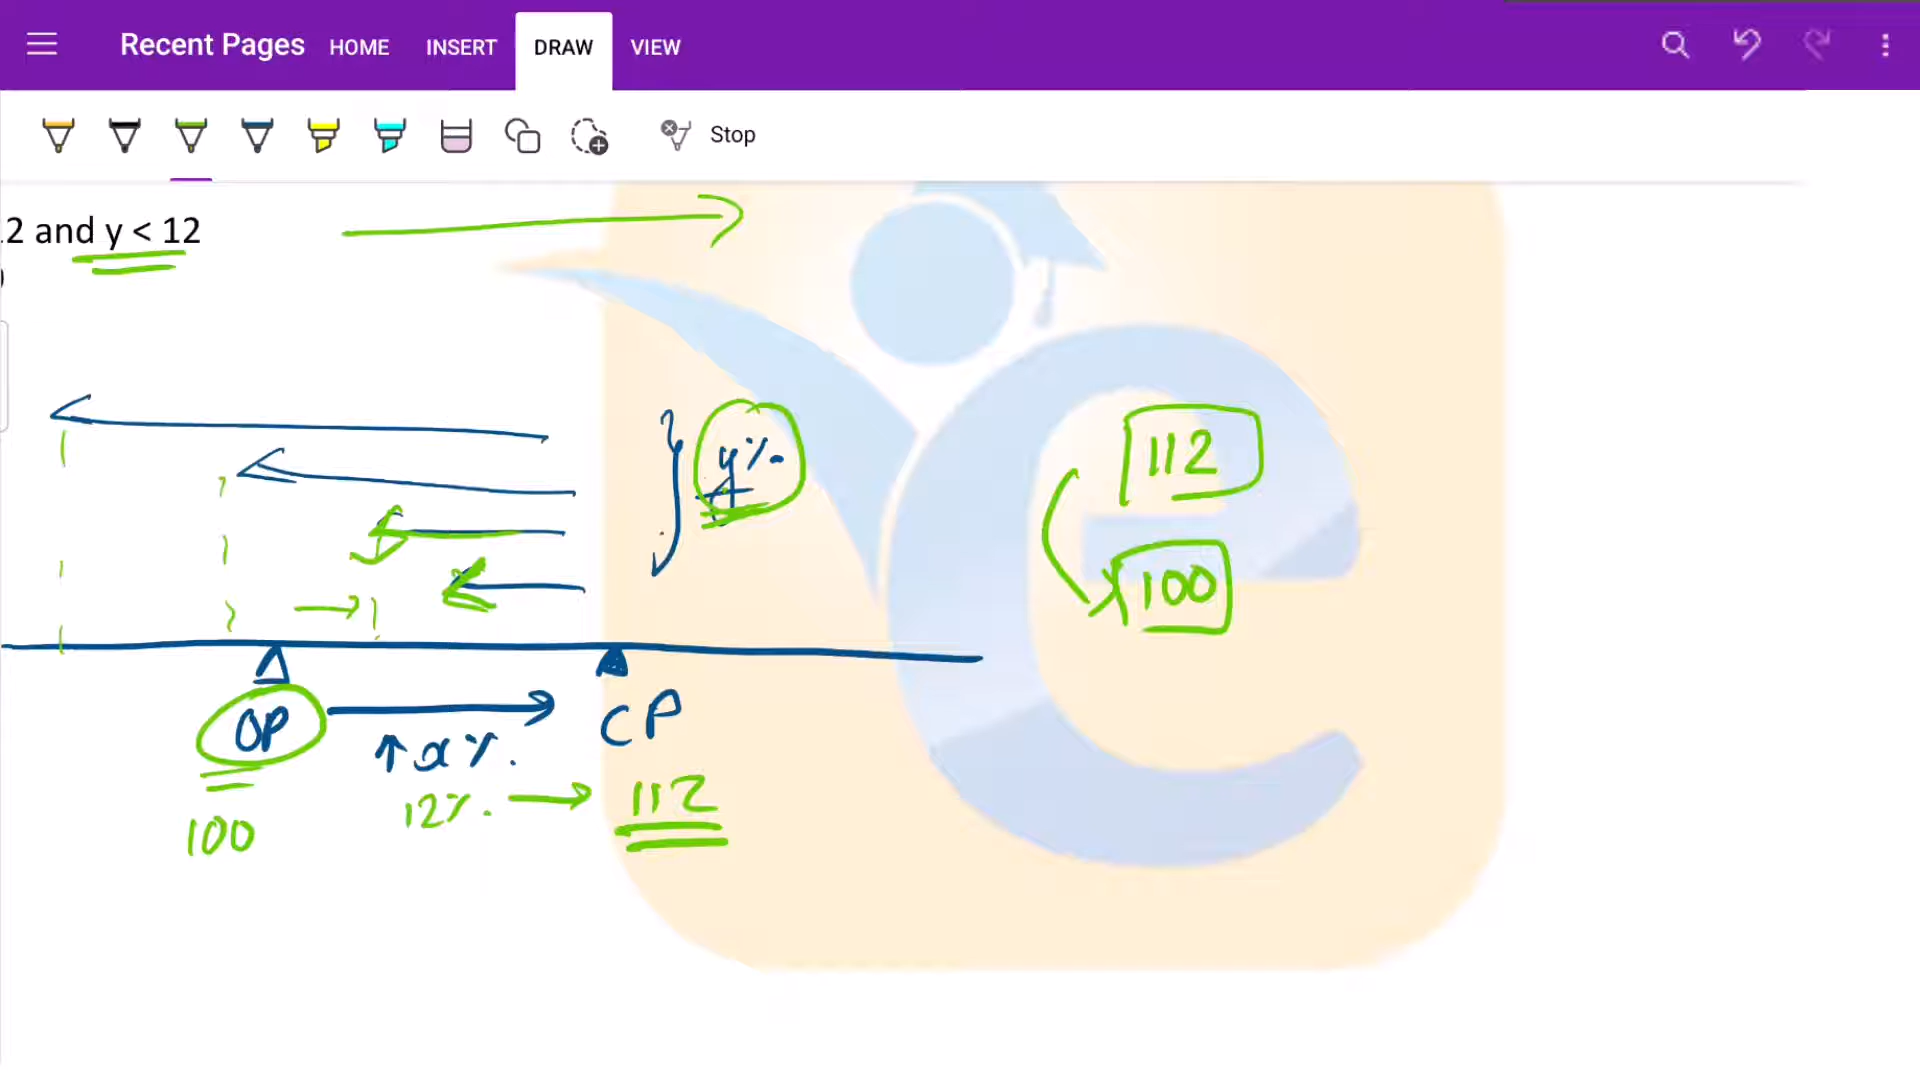 Recent Pages HOME INSERT DRAW VIEW
Stop
2 and y < 12
y%
112
100
OP
CP
↑ x %.
12%. → 112
100